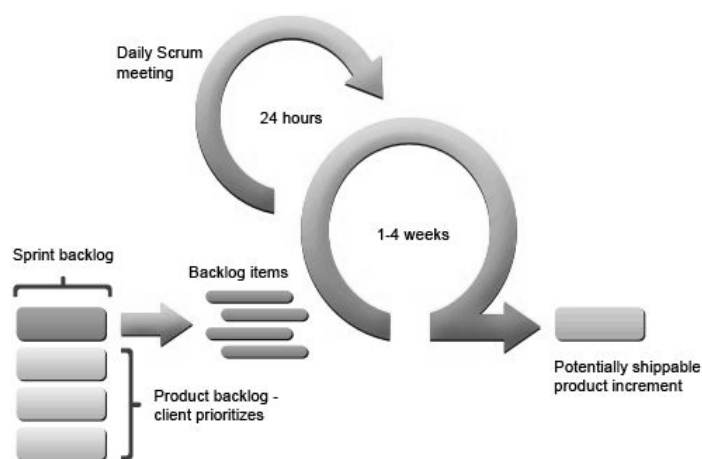 Daily Scrum
meeting
24 hours
1-4 weeks
Sprint backlog
Backlog items
Potentially shippable
product increment
Product backlog -
client prioritizes